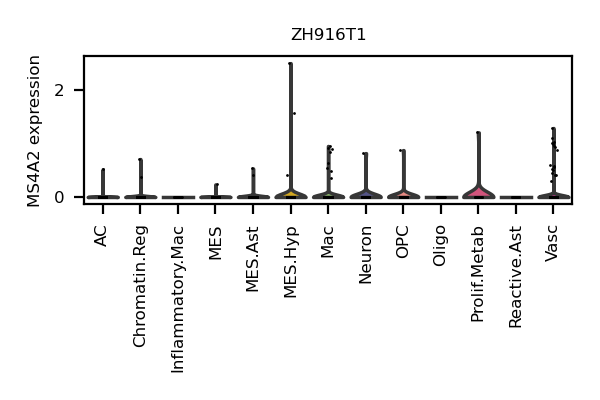 ZH916T1
MS4A2 expression
2
0
AC
Chromatin.Reg
Inflammatory.Mac
MES
MES.Ast
MES.Hyp
Mac
Neuron
OPC
Oligo
Prolif.Metab
Reactive.Ast
Vasc